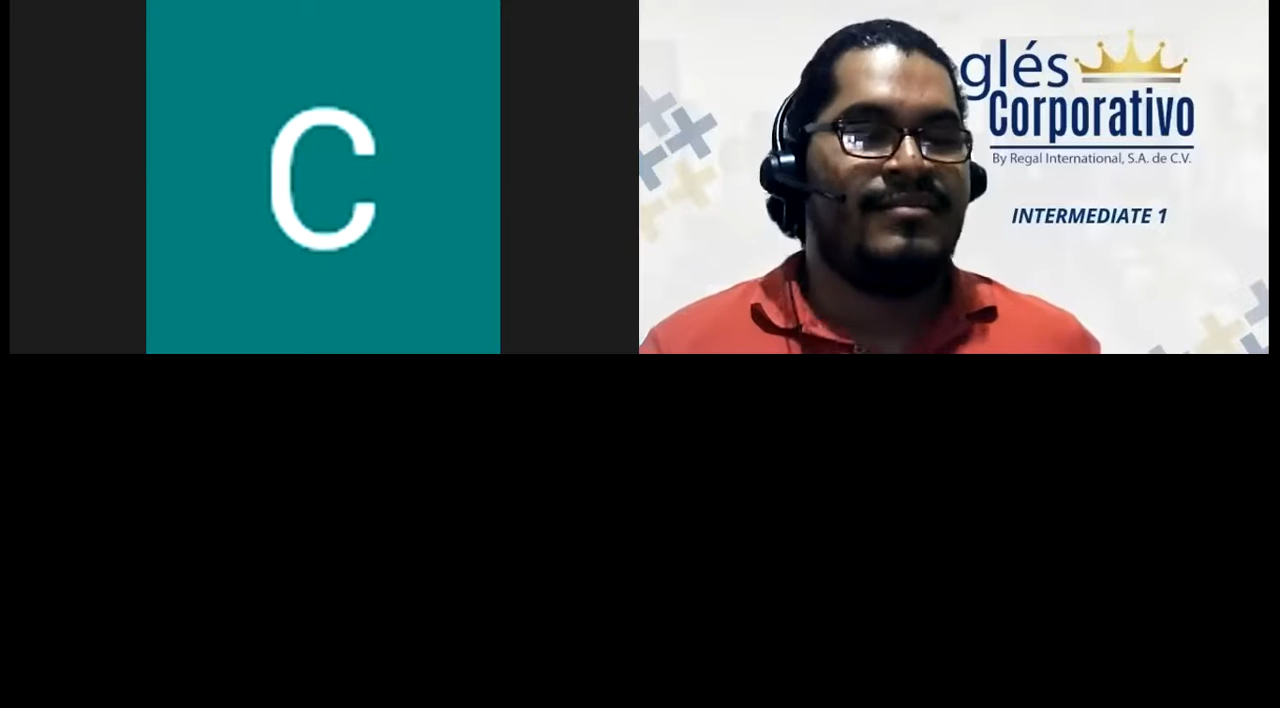 C
glés
Corporativo
By Regal International, S.A. de C.V.
INTERMEDIATE 1